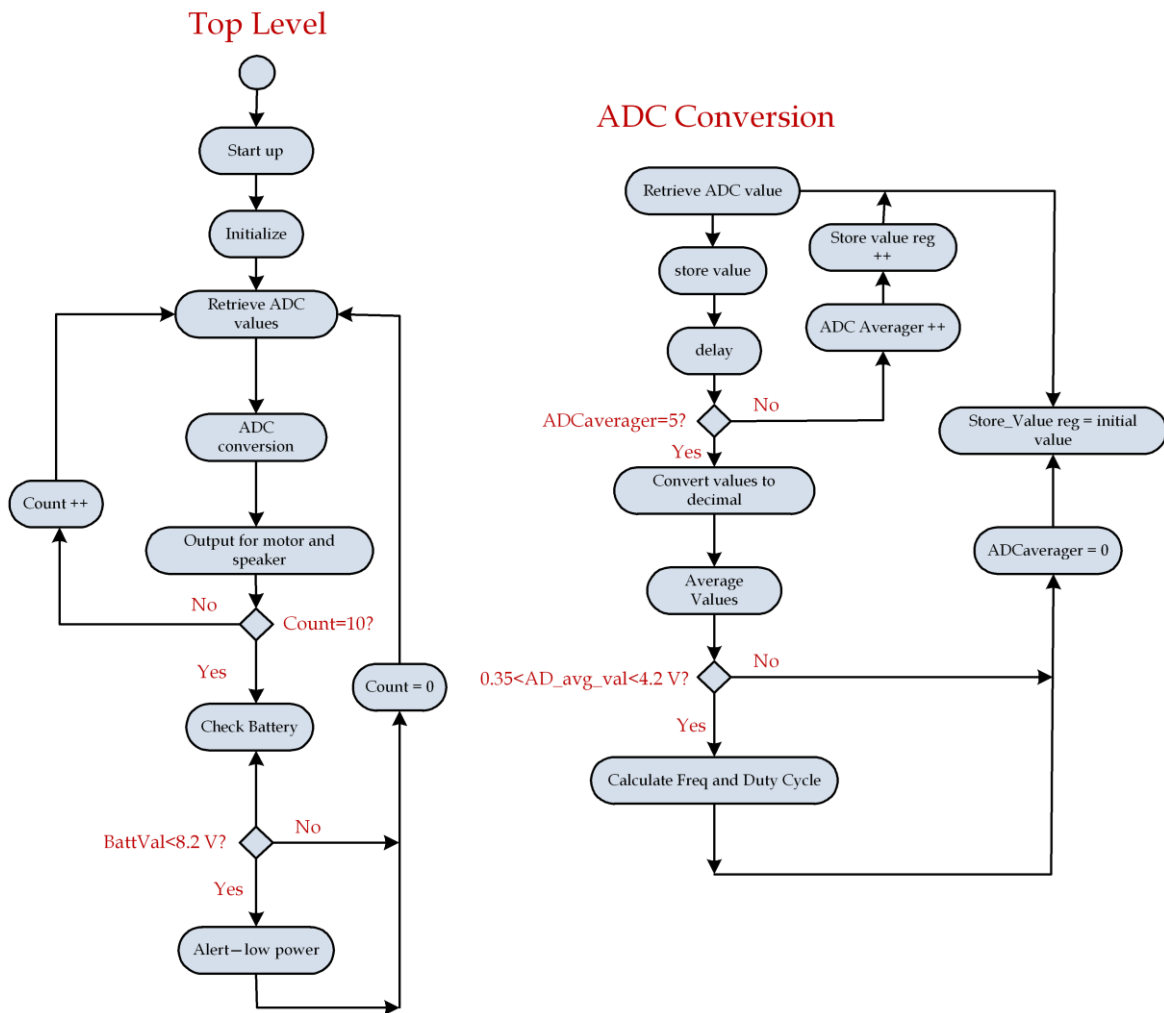 Top Level
Start up
Initialize
Retrieve ADC
values
ADC
conversion
Count ++
Output for motor and
speaker
No
Count=10?
Yes
Count = 0
Check Battery
BattVal<8.2 V?
No
Yes
Alert—low power
ADC Conversion
Retrieve ADC value
Store value reg
++
store value
ADC Averager ++
delay
No
ADCaverager=5?
Store_Value reg = initial
value
Yes
Convert values to
decimal
ADCaverager = 0
Average
Values
No
0.35<AD_avg_val<4.2 V?
Yes
Calculate Freq and Duty Cycle